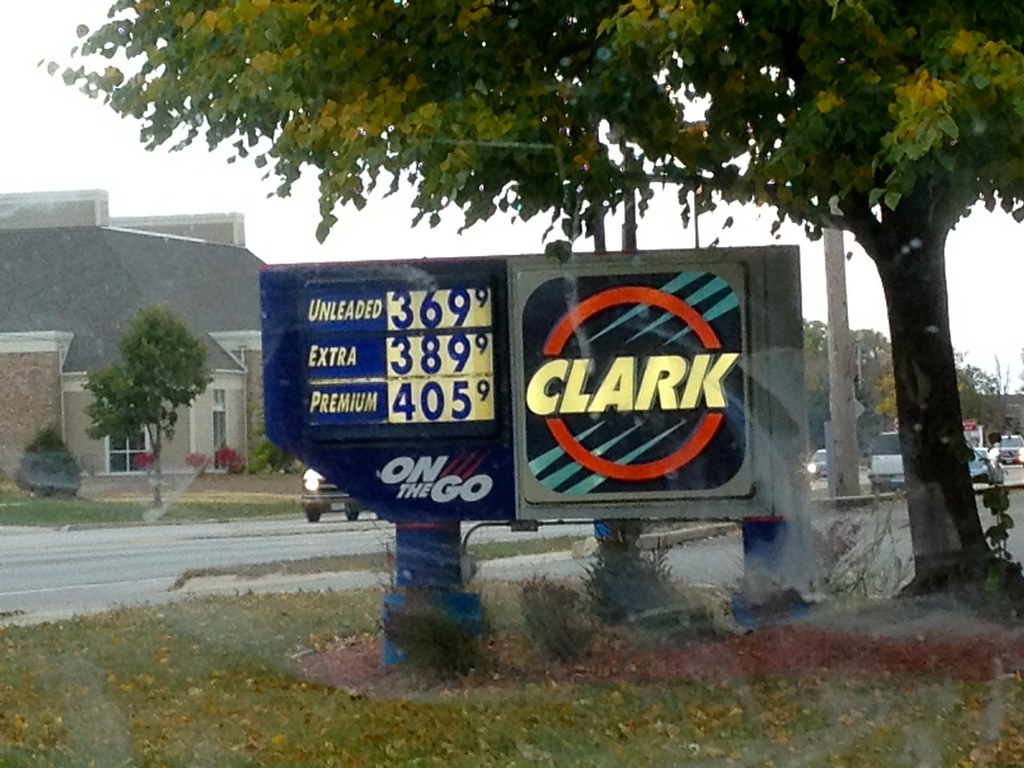 UNLEADED 369 9
EXTRA 389 9
PREMIUM 405 9
ON
THE GO
CLARK